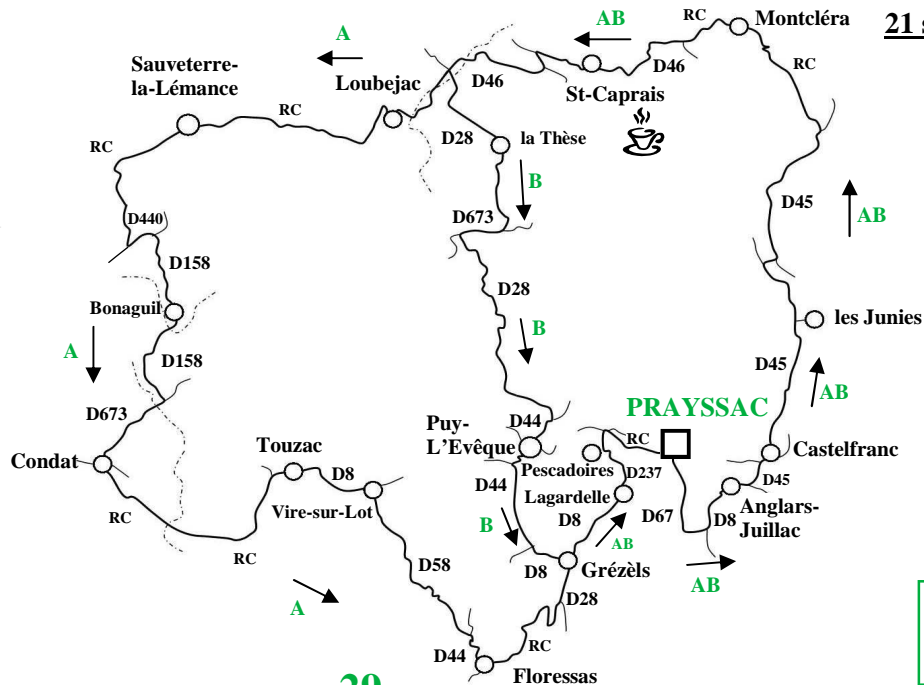 AB
RC
Montcléra
21 s
A
Sauveterre-
la-Lémance
Loubejac
D46
D46
RC
St-Caprais
RC
RC
D28
la Thèse
B
D45
AB
D440
D673
D158
D28
Bonaguil
les Junies
B
A
D158
D45
AB
D673
D44
PRAYSSAC
Puy-
L'Evêque
RC
Castelfranc
Condat
Touzac
D8
Pescadoires
D237
D45
D44
Lagardelle
Anglars-
Juillac
RC
Vire-sur-Lot
B
D8
D67
D8
RC
AB
D58
D8
Grézèls
AB
A
D28
RC
D44
Floressas
29